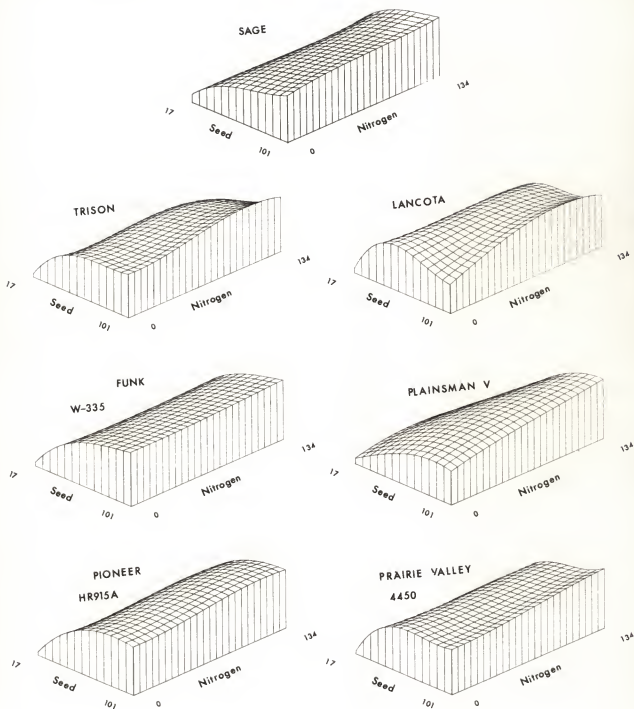 SAGE
17
Seed
101
0
Nitrogen
134
TRISON
17
Seed
101
0
Nitrogen
134
LANCOTA
17
Seed
101
0
Nitrogen
134
FUNK
W-335
17
Seed
101
0
Nitrogen
134
PLAINSMAN V
17
Seed
101
0
Nitrogen
134
PIONEER
HR915A
17
Seed
101
0
Nitrogen
134
PRAIRIE VALLEY
4450
17
Seed
101
0
Nitrogen
134